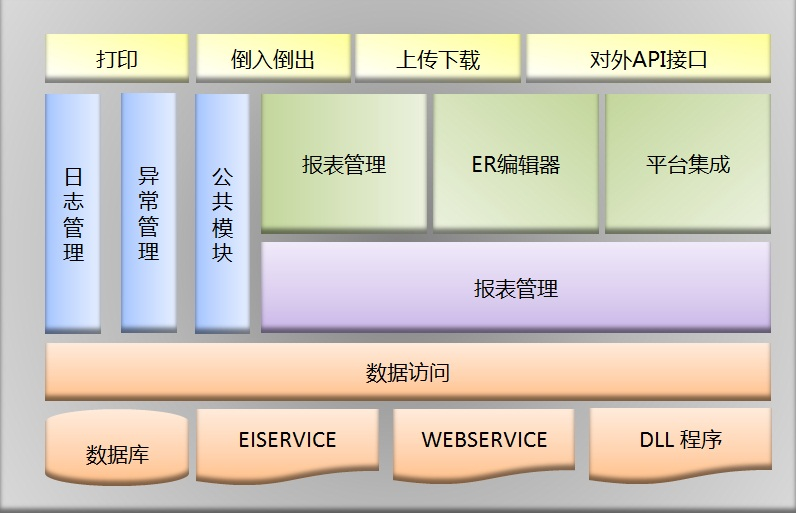 打印
倒入倒出
上传下载
对外API接口
日志管理
异常管理
公共模块
报表管理
ER编辑器
平台集成
报表管理
数据访问
数据库
EISERVICE
WEBSERVICE
DLL 程序